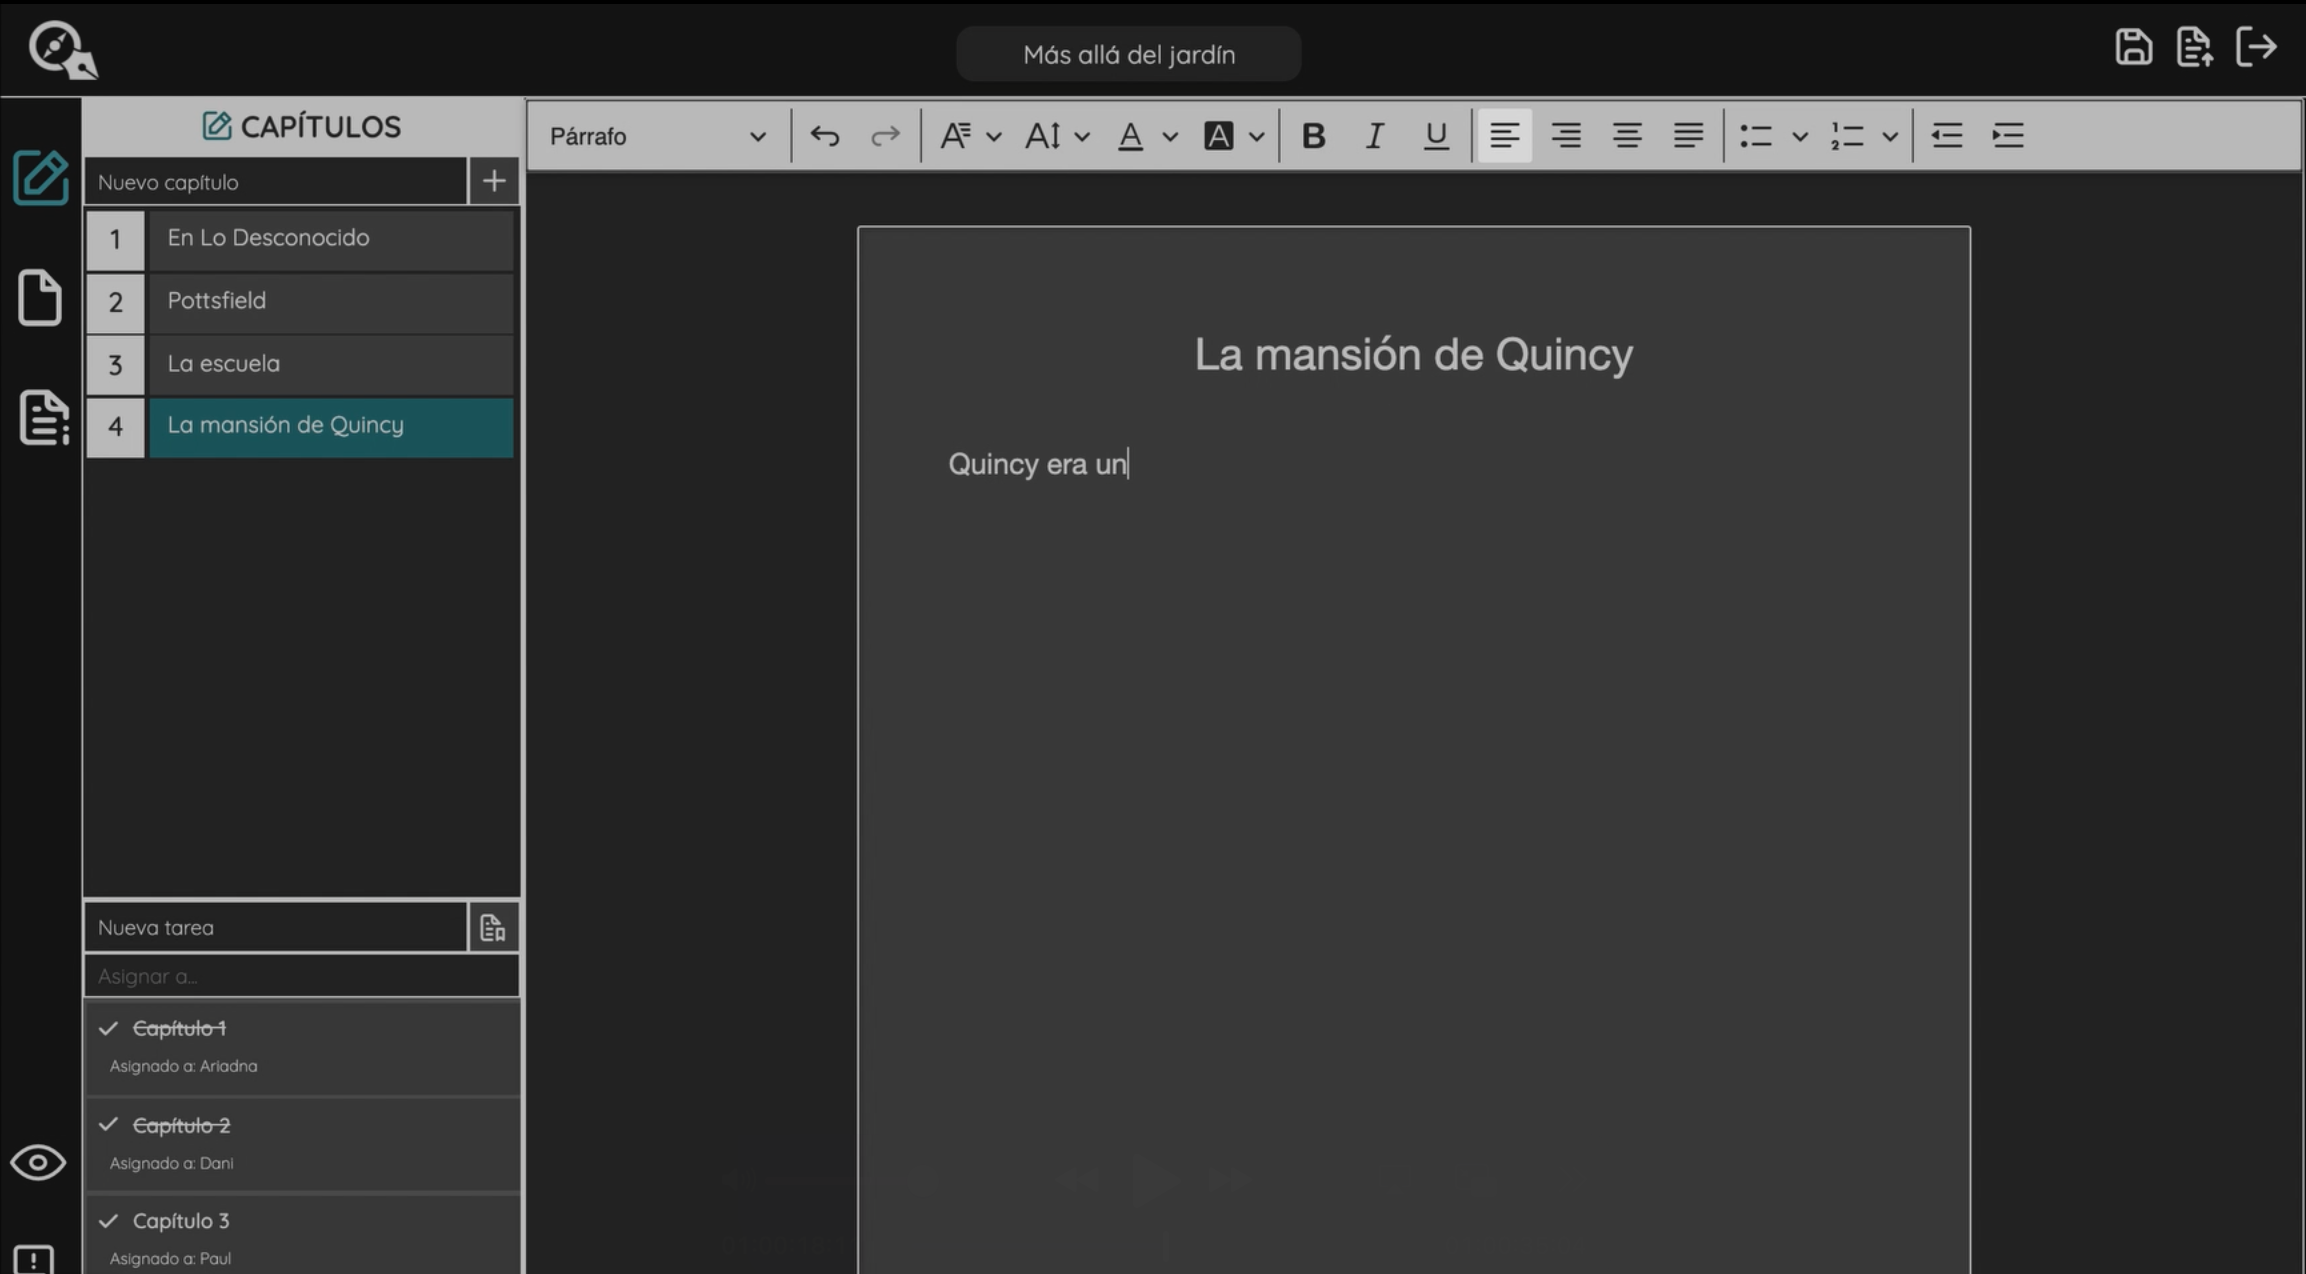 Más allá del jardín
CAPÍTULOS
Nuevo capítulo
1 En Lo Desconocido
2 Pottsfield
3 La escuela
4 La mansión de Quincy
Nueva tarea
Asignar a...
Capítulo 1
Asignado a: Ariadna
Capítulo 2
Asignado a: Dani
Capítulo 3
Asignado a: Paul
Párrafo
La mansión de Quincy
Quincy era un